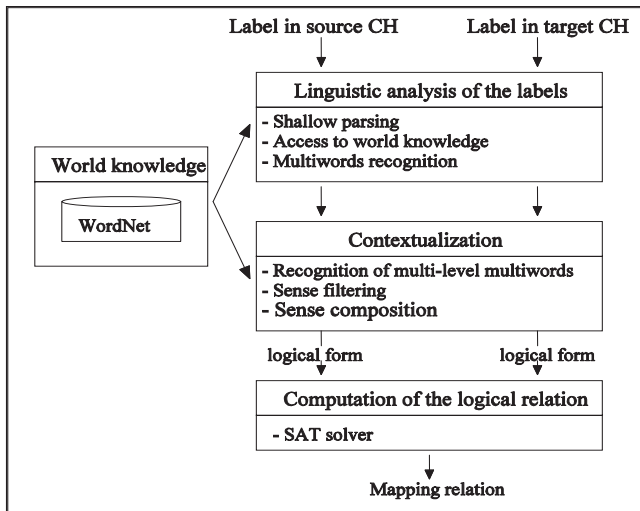 Label in source CH
Label in target CH
Linguistic analysis of the labels
- Shallow parsing
- Access to world knowledge
- Multiwords recognition
World knowledge
WordNet
Contextualization
- Recognition of multi-level multiwords
- Sense filtering
- Sense composition
logical form
logical form
Computation of the logical relation
- SAT solver
Mapping relation